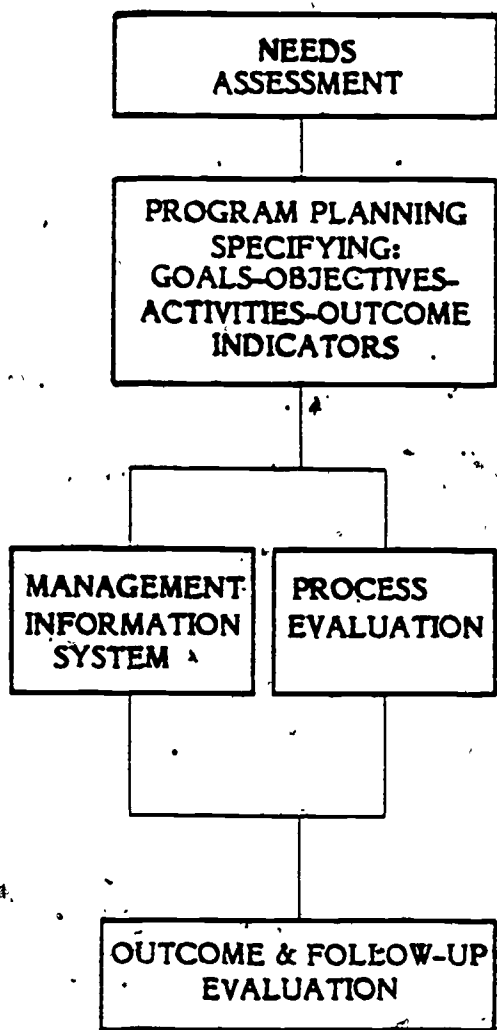 NEEDS
ASSESSMENT
PROGRAM PLANNING
SPECIFYING:
GOALS-OBJECTIVES-
ACTIVITIES-OUTCOME
INDICATORS
MANAGEMENT
INFORMATION
SYSTEM
PROCESS
EVALUATION
OUTCOME & FOLLOW-UP
EVALUATION